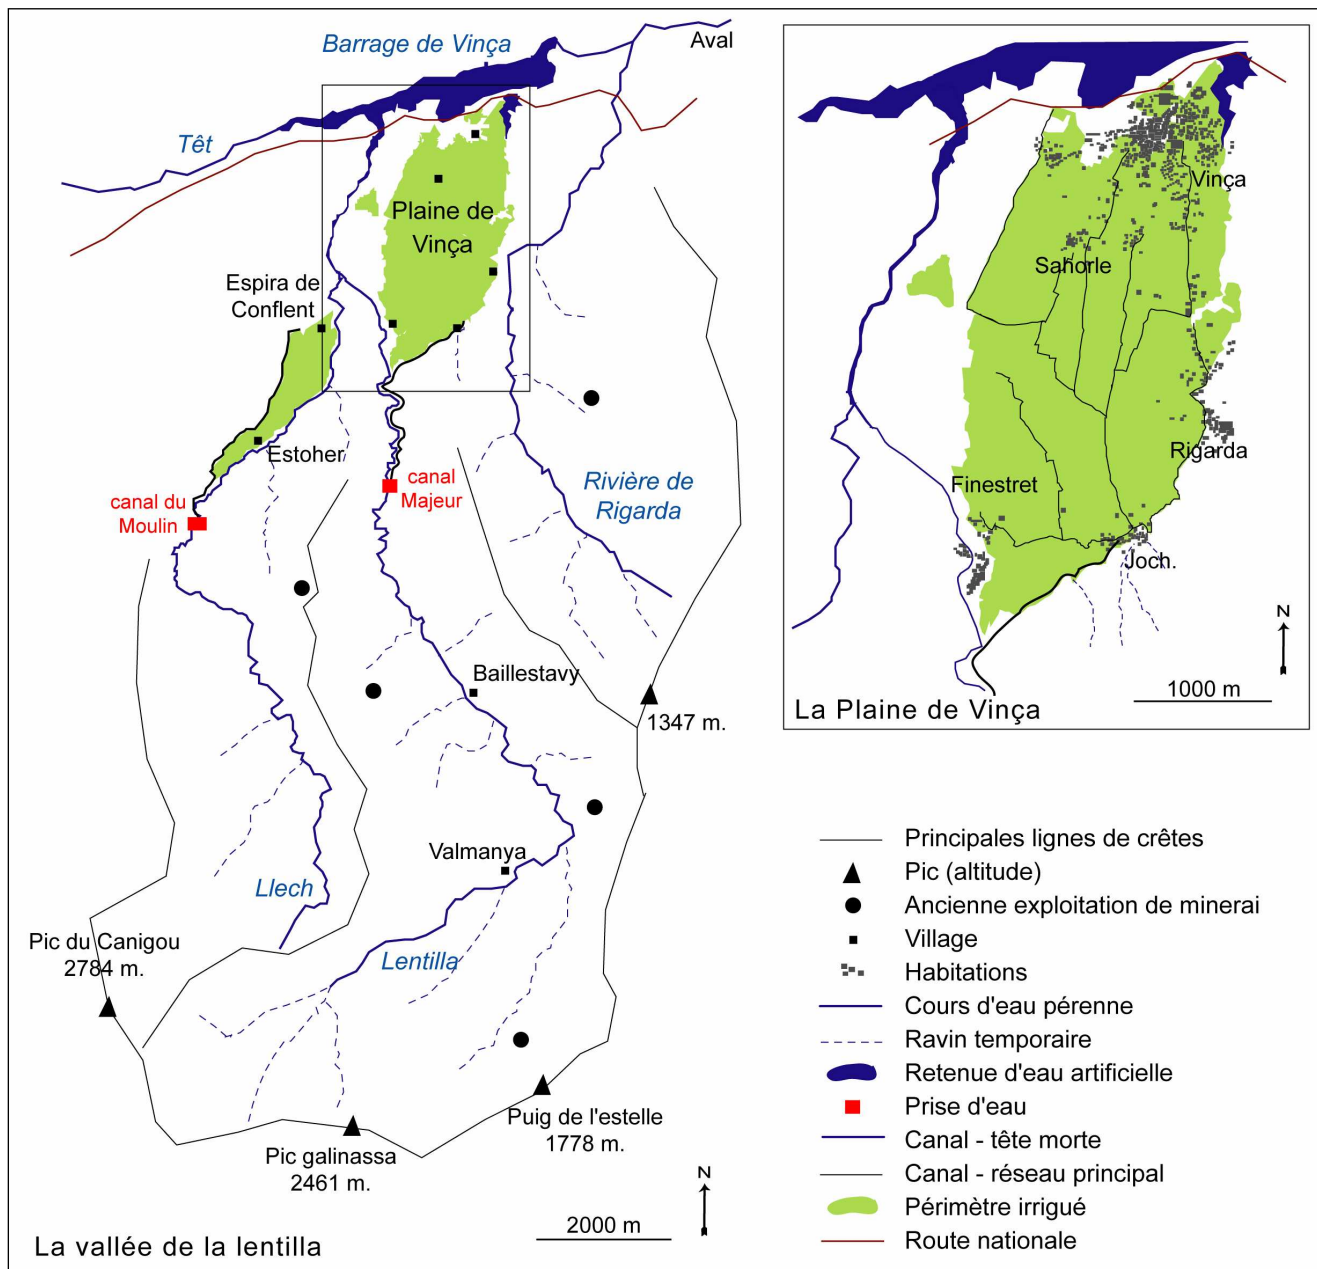 Barrage de Vinça
Aval
Têt
Plaine de
Vinça
Espira de
Conflent
Estoher
canal du
Moulin
canal
Majeur
Rivière de
Rigarda
Baillestavy
1347 m.
Valmanya
Llech
Lentilla
Pic du Canigou
2784 m.
Puig de l'estelle
1778 m.
Pic galinassa
2461 m.
N
2000 m
La vallée de la lentilla
Vinça
Sahorle
Rigarda
Finestret
Joch.
N
1000 m
La Plaine de Vinça
Principales lignes de crêtes
Pic (altitude)
Ancienne exploitation de minerai
Village
Habitations
Cours d'eau pérenne
Ravin temporaire
Retenue d'eau artificielle
Prise d'eau
Canal - tête morte
Canal - réseau principal
Périmètre irrigué
Route nationale